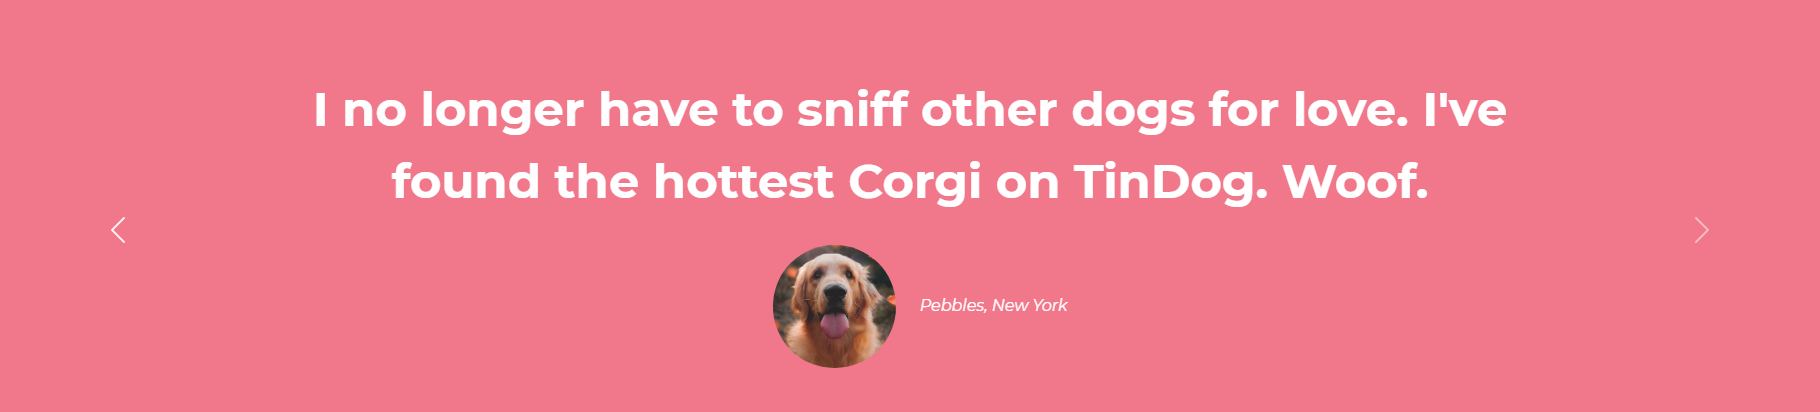 I no longer have to sniff other dogs for love. I've
found the hottest Corgi on TinDog. Woof.
Pebbles, New York